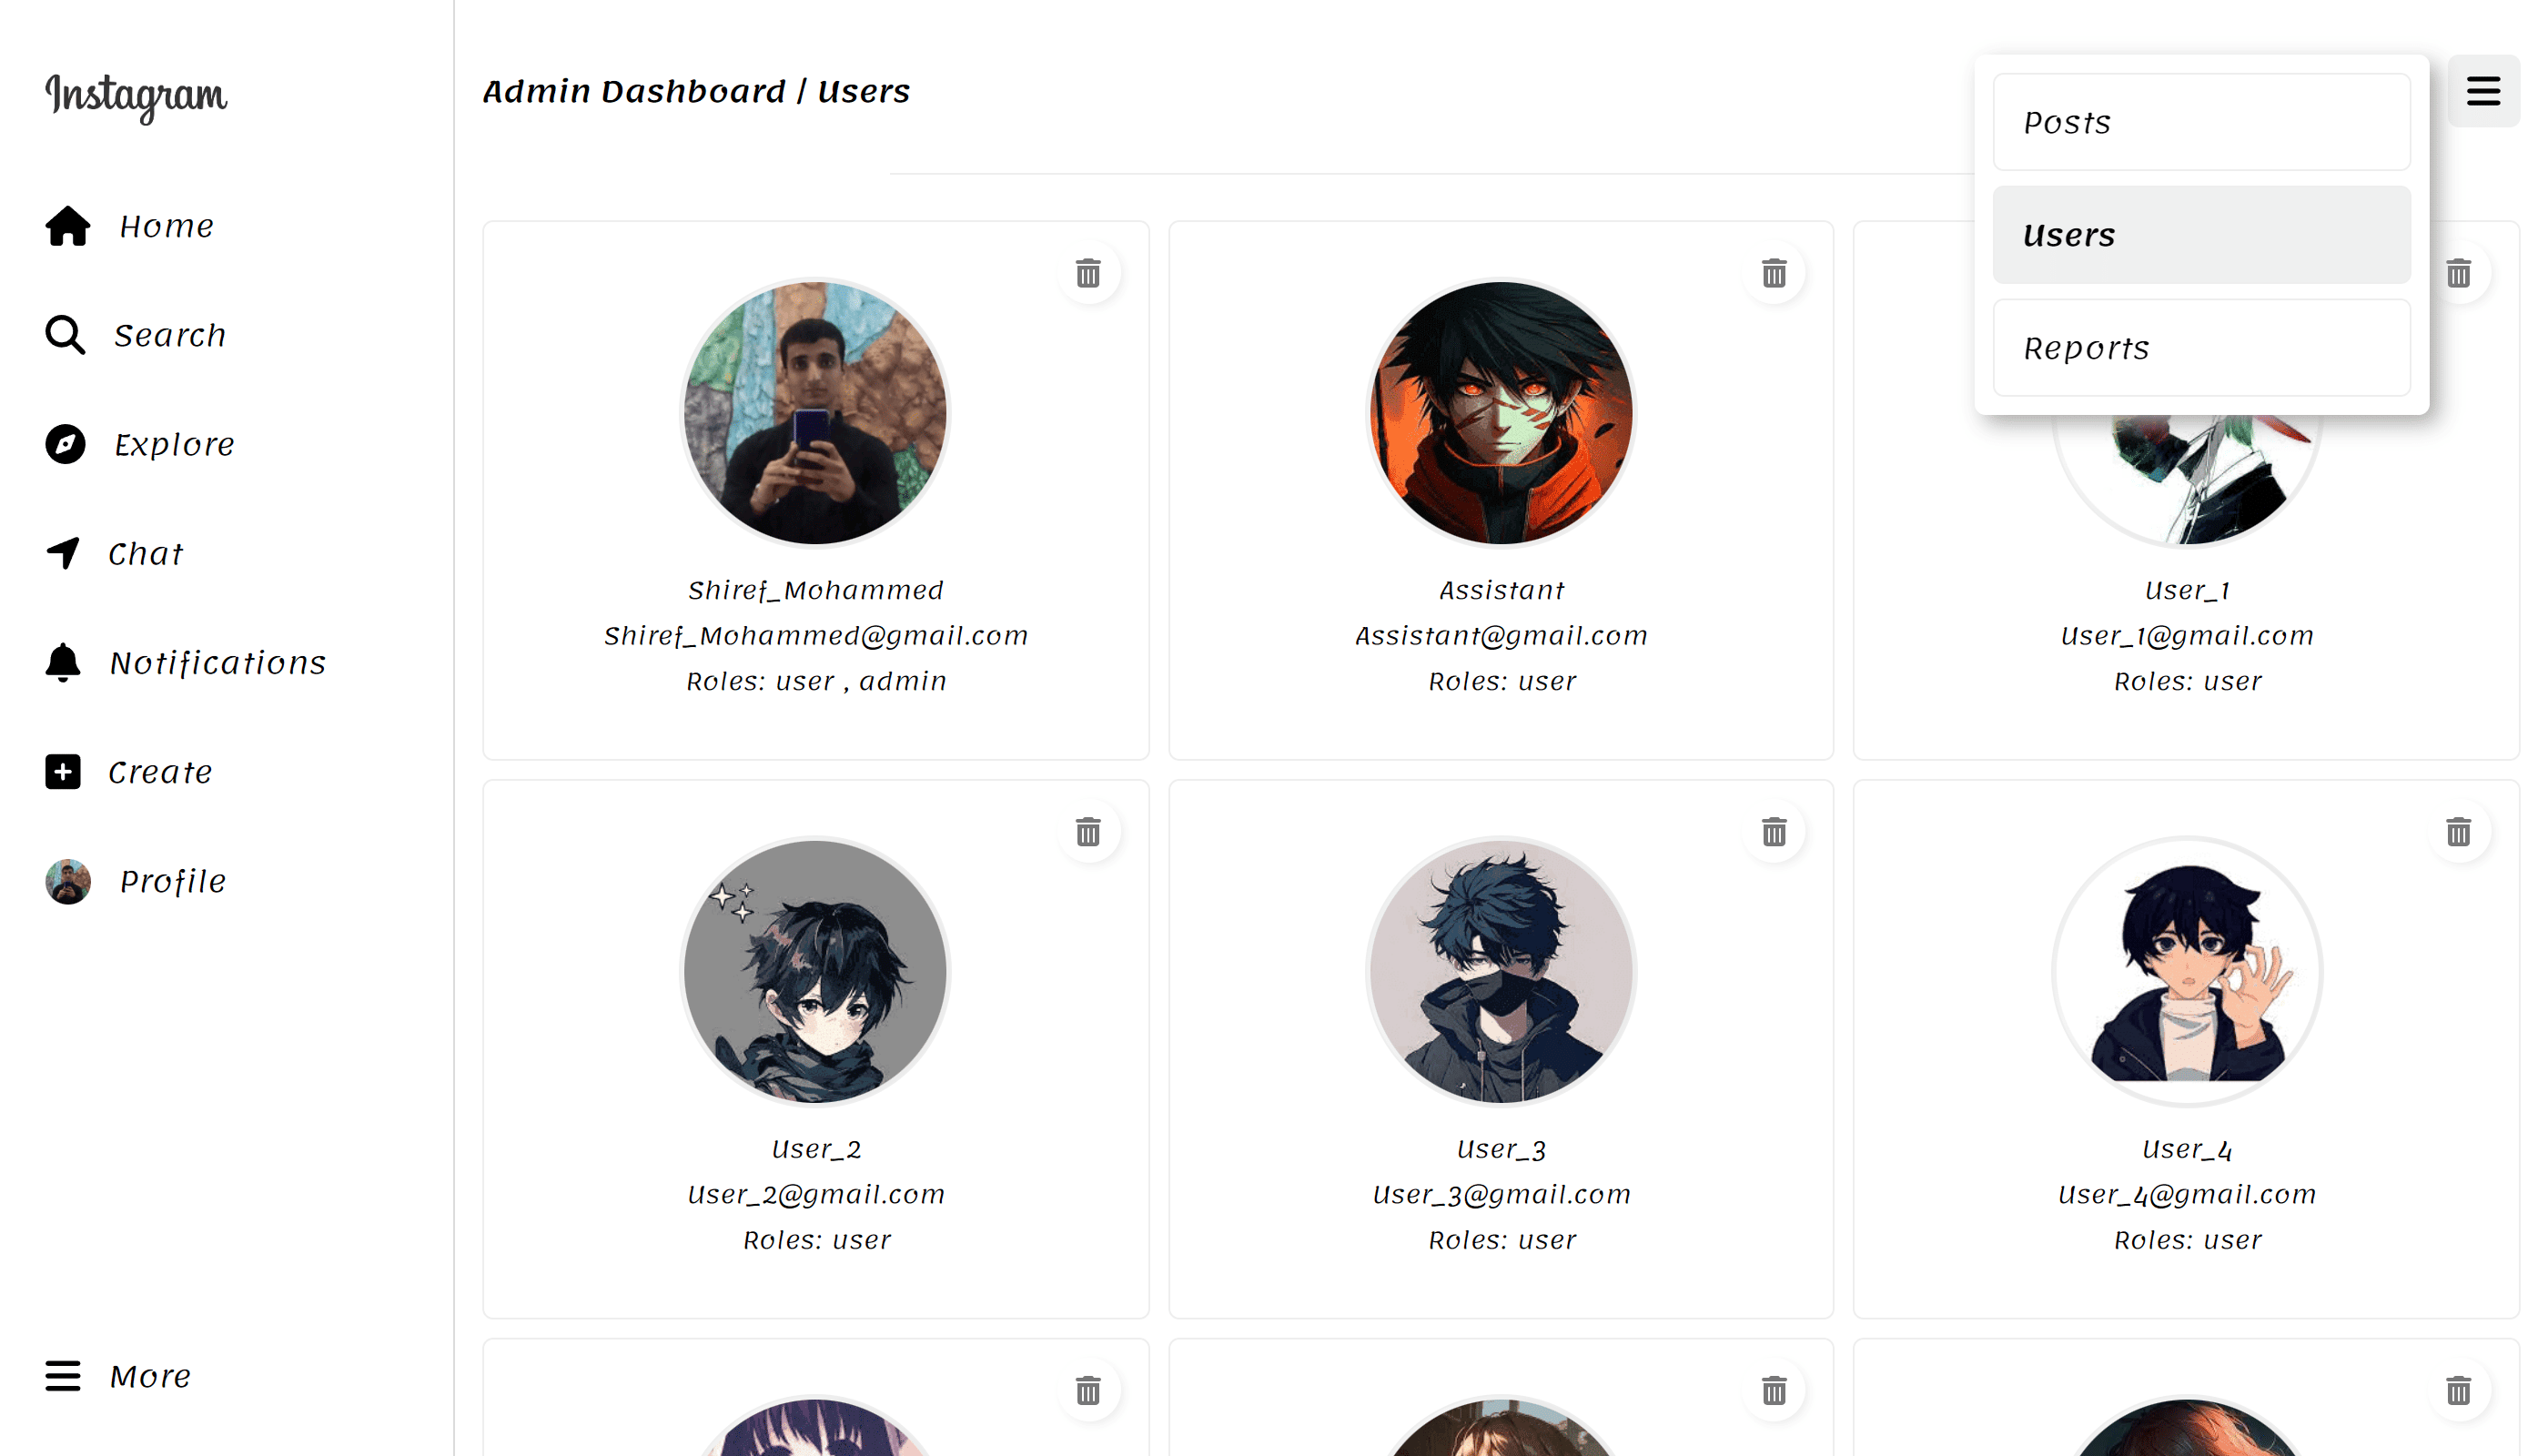 Instagram
Home
Search
Explore
Chat
Notifications
Create
Profile
More
Admin Dashboard / Users
Posts
Users
Reports
Shiref_Mohammed
Shiref_Mohammed@gmail.com
Roles: user , admin
Assistant
Assistant@gmail.com
Roles: user
User_1
User_1@gmail.com
Roles: user
User_2
User_2@gmail.com
Roles: user
User_3
User_3@gmail.com
Roles: user
User_4
User_4@gmail.com
Roles: user